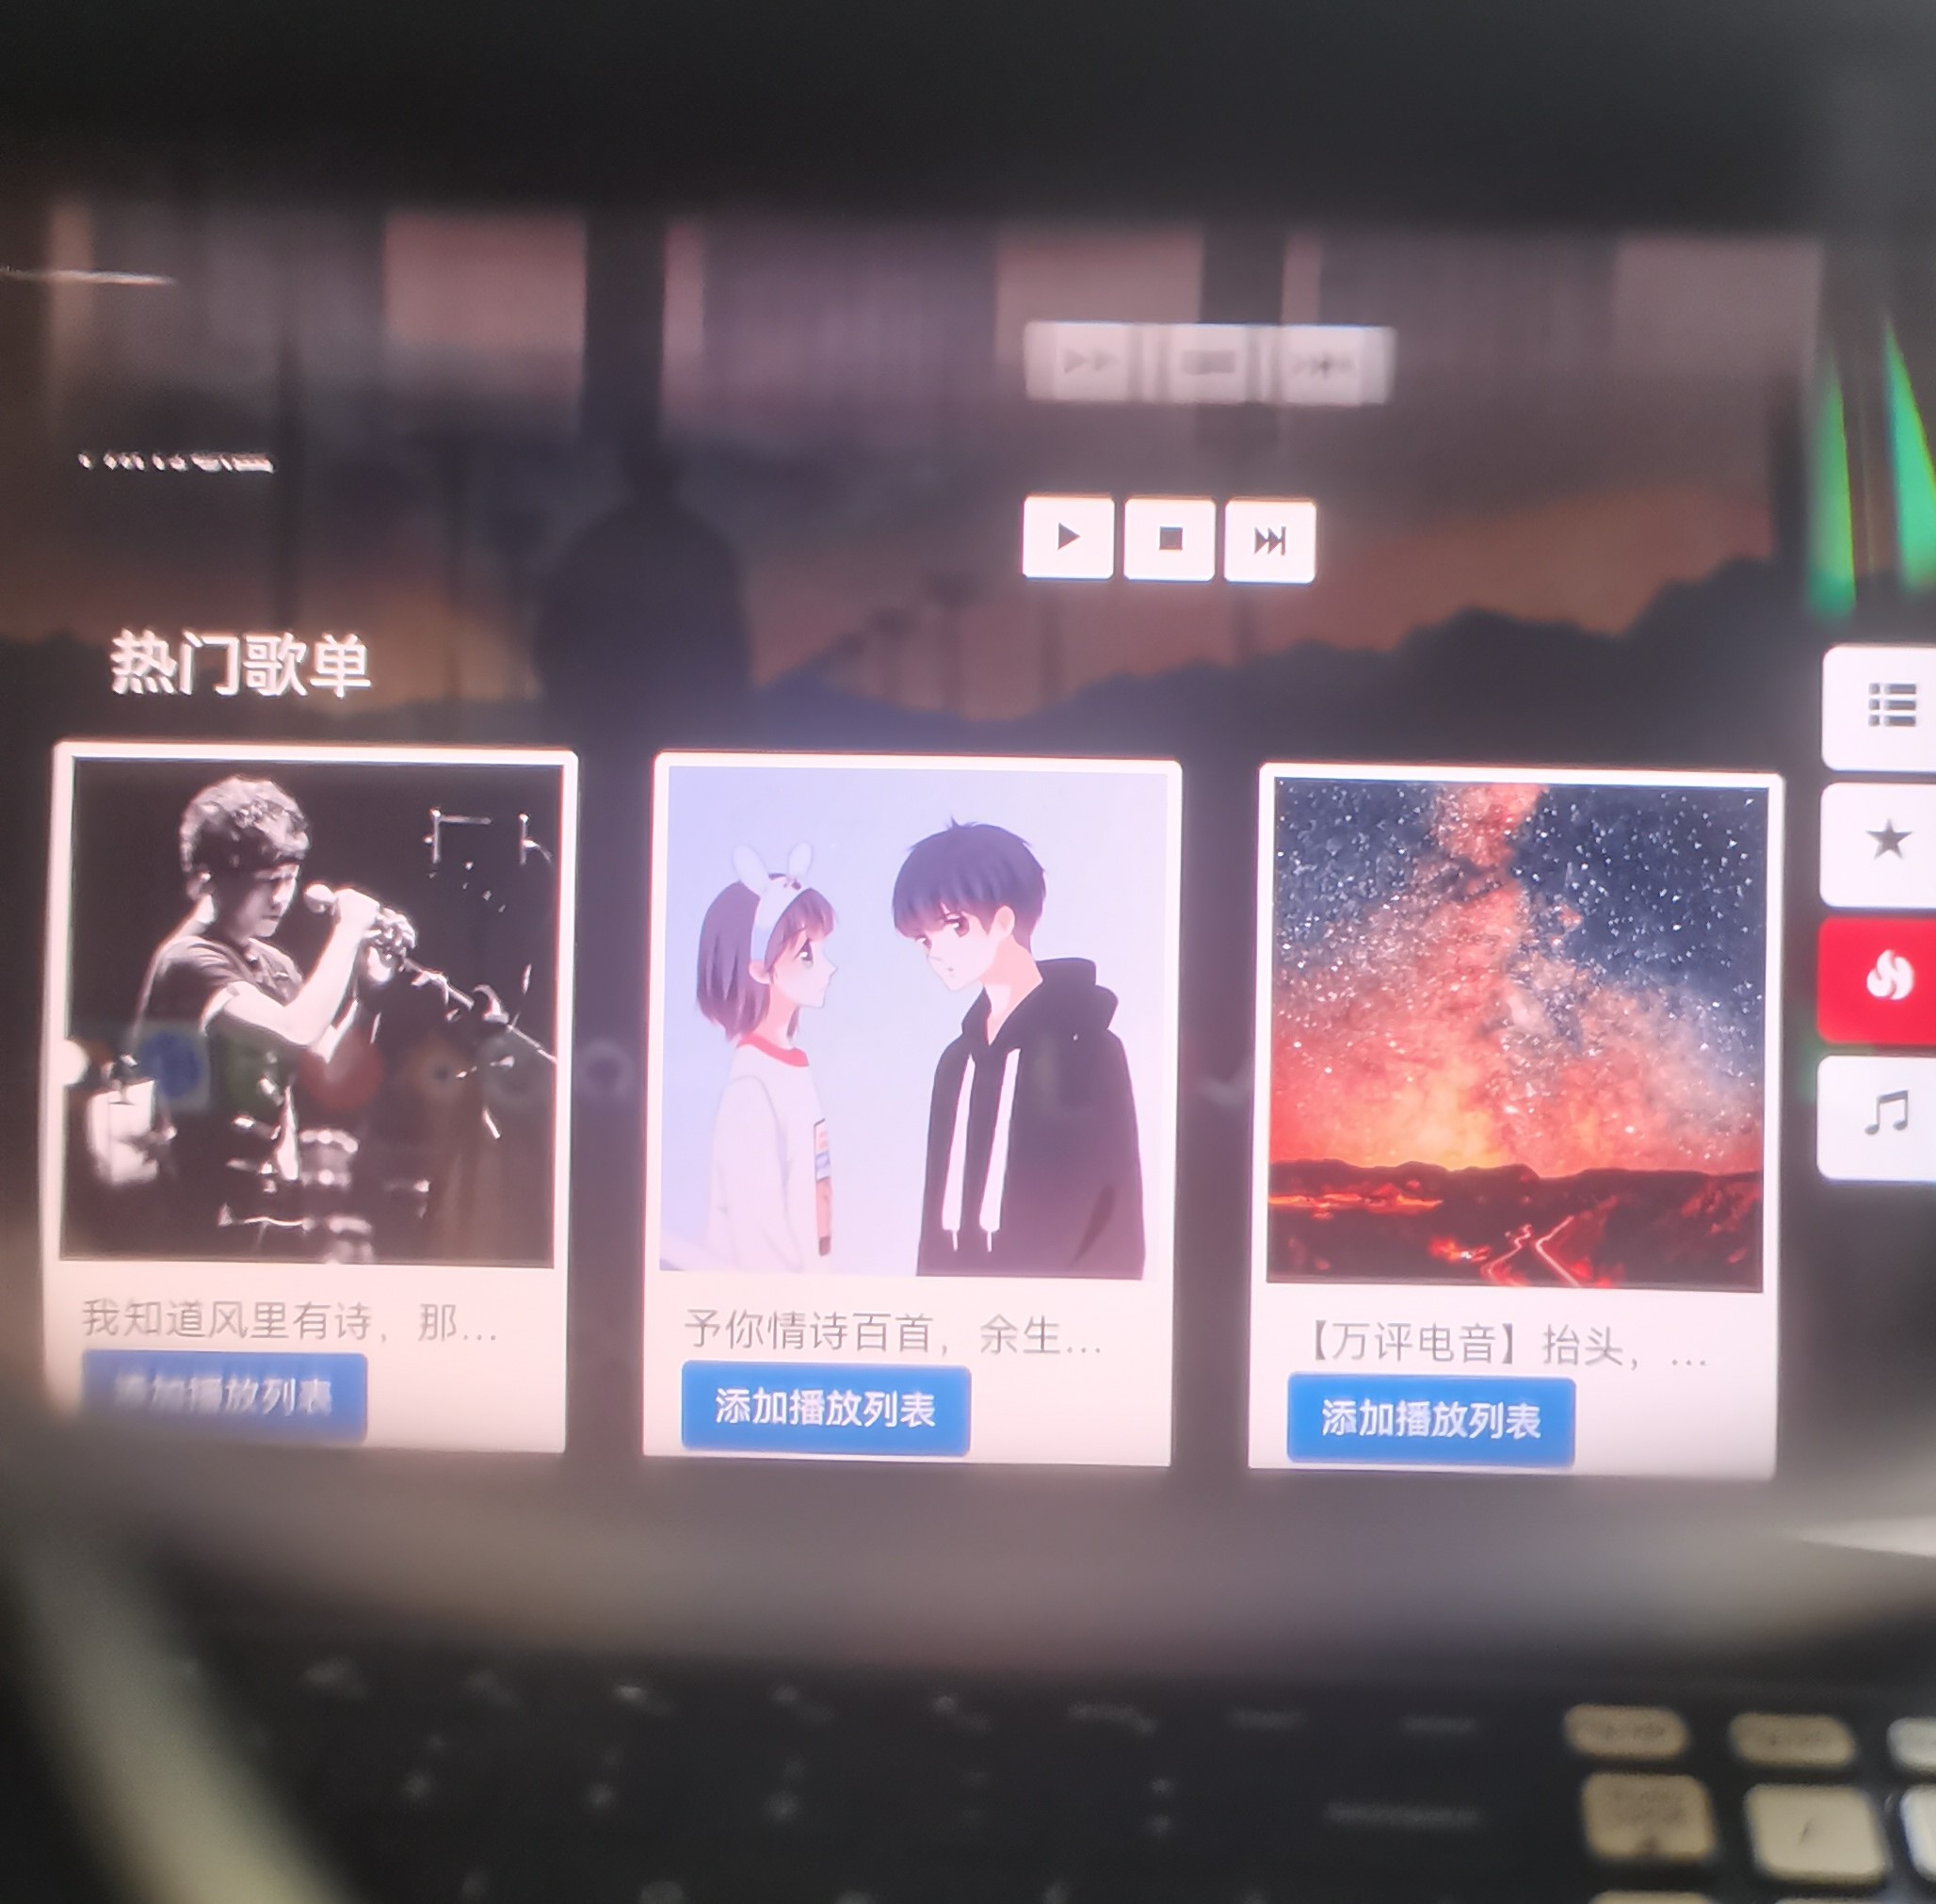 热门歌单
我知道风里有诗，那...
添加播放列表
予你情诗百首，余生...
添加播放列表
【万评电音】抬头，...
添加播放列表